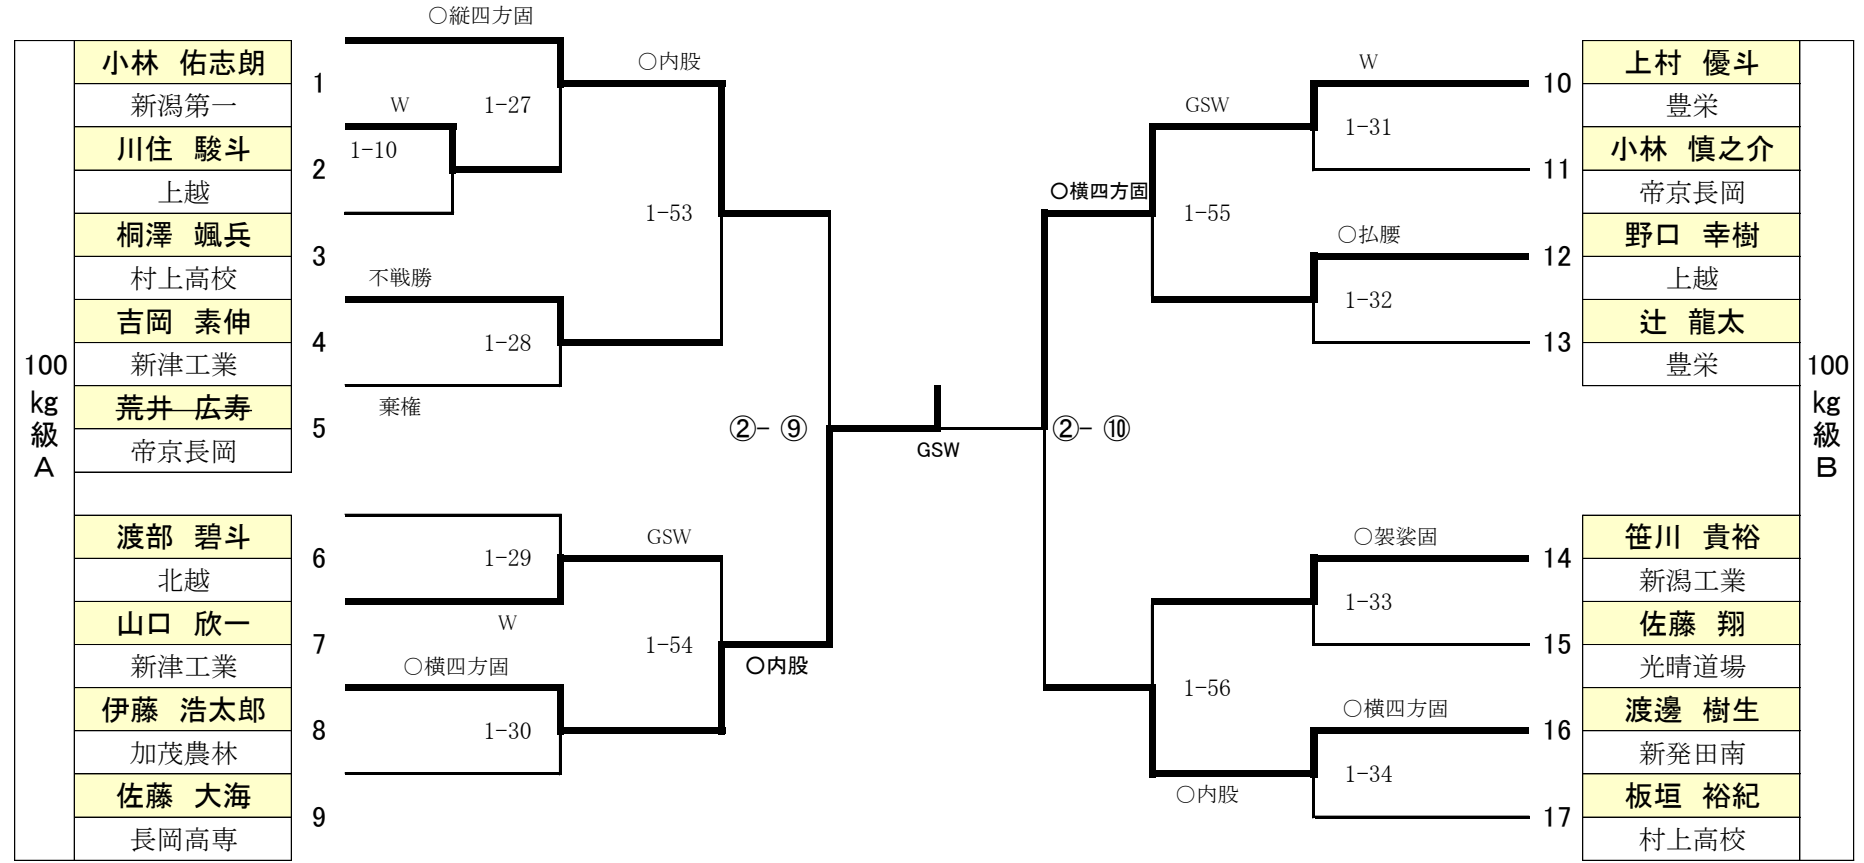 100
kg
級
A
小林 佑志朗
1
新潟第一
川住 駿斗
2
上越
桐澤 颯兵
3
村上高校
吉岡 素伸
4
新津工業
荒井 広寿
5
帝京長岡
渡部 碧斗
6
北越
山口 欣一
7
新津工業
伊藤 浩太郎
8
加茂農林
佐藤 大海
9
長岡高専
○縦四方固
○内股
W
1-27
1-10
1-53
不戦勝
1-28
棄権
②- ⑨
GSW
1-29
W
1-54
○内股
○横四方固
1-30
GSW
W
GSW
1-31
○横四方固
1-55
○払腰
1-32
②- ⑩
○袈裟固
1-33
1-56
○横四方固
1-34
○内股
10
上村 優斗
豊栄
11
小林 慎之介
帝京長岡
12
野口 幸樹
上越
13
辻 龍太
豊栄
14
笹川 貴裕
新潟工業
15
佐藤 翔
光晴道場
16
渡邊 樹生
新発田南
17
板垣 裕紀
村上高校
100
kg
級
B